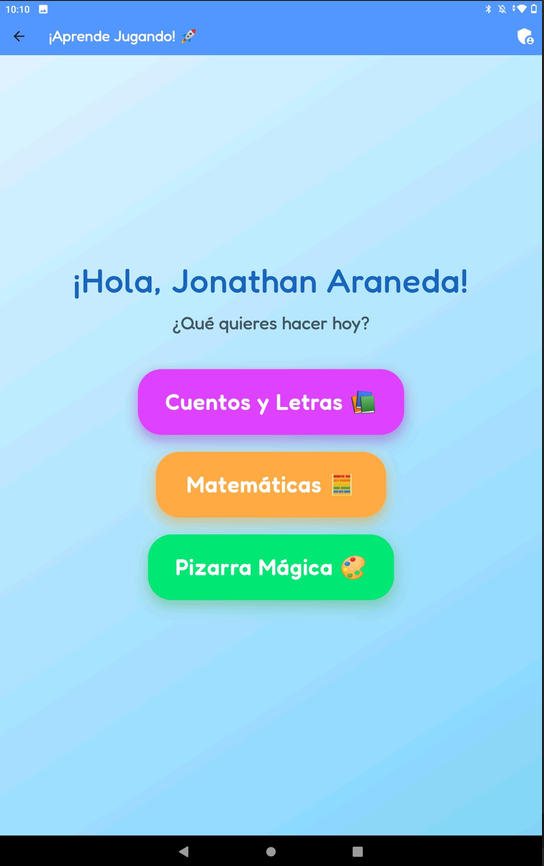 10:10
¡Aprende Jugando! 🚀
¡Hola, Jonathan Araneda!
¿Qué quieres hacer hoy?
Cuentos y Letras 📚
Matemáticas 🧮
Pizarra Mágica 🎨